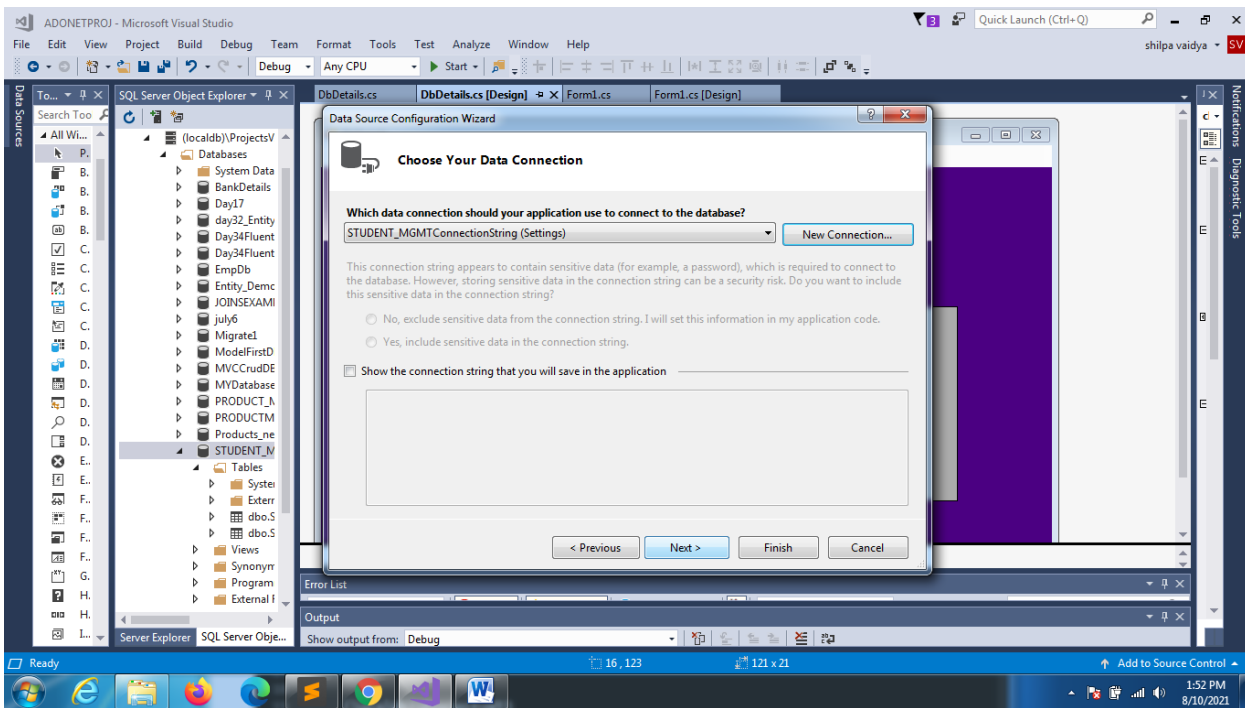 ADONETPROJ - Microsoft Visual Studio
3
Quick Launch (Ctrl+Q)
File Edit View Project Build Debug Team Format Tools Test Analyze Window Help
shilpa vaidya
SV
Debug Any CPU Start
Data Sources
To...
Search Too
All Wi...
P.
B.
B.
B.
B.
C.
C.
C.
C.
C.
D.
D.
D.
D.
D.
D.
E..
E..
F..
F..
F..
F..
G.
H.
H.
I...
SQL Server Object Explorer
(localdb)\ProjectsV
Databases
System Data
BankDetails
Day17
day32_Entity
Day34Fluent
Day34Fluent
EmpDb
Entity_Demc
JOINSEXAMI
july6
Migrate1
ModelFirstD
MVCCrudDE
MYDatabase
PRODUCT_N
PRODUCTM
Products_ne
STUDENT_M
Tables
System
Exterr
dbo.S
dbo.S
Views
Synonym
Program
External F
Server Explorer SQL Server Obje...
DbDetails.cs DbDetails.cs [Design] Form1.cs Form1.cs [Design]
Data Source Configuration Wizard
Choose Your Data Connection
Which data connection should your application use to connect to the database?
STUDENT_MGMTConnectionString (Settings)
New Connection...
This connection string appears to contain sensitive data (for example, a password), which is required to connect to
the database. However, storing sensitive data in the connection string can be a security risk. Do you want to include
this sensitive data in the connection string?
No, exclude sensitive data from the connection string. I will set this information in my application code.
Yes, include sensitive data in the connection string.
Show the connection string that you will save in the application
< Previous Next > Finish Cancel
Error List
Output
Show output from: Debug
Notifications
Diagnostic Tools
Ready
16 , 123
121 x 21
Add to Source Control
1:52 PM
8/10/2021